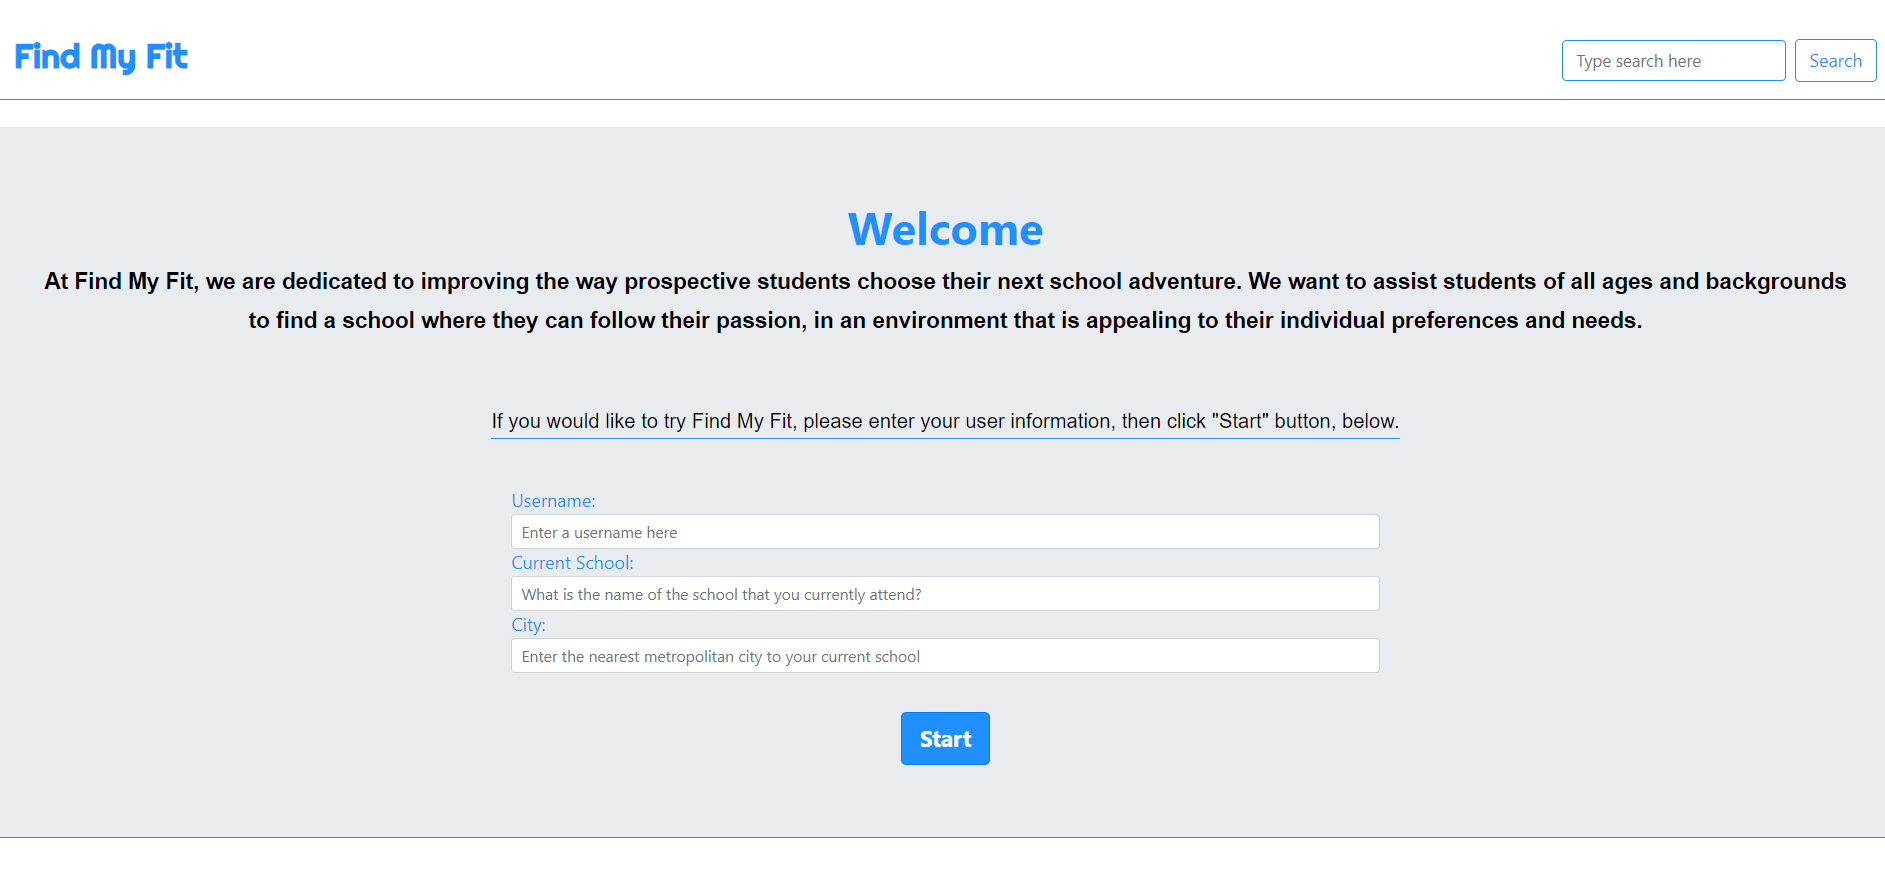 Find My Fit
Type search here
Search
Welcome
At Find My Fit, we are dedicated to improving the way prospective students choose their next school adventure. We want to assist students of all ages and backgrounds
to find a school where they can follow their passion, in an environment that is appealing to their individual preferences and needs.
If you would like to try Find My Fit, please enter your user information, then click "Start" button, below.
Username:
Enter a username here
Current School:
What is the name of the school that you currently attend?
City:
Enter the nearest metropolitan city to your current school
Start